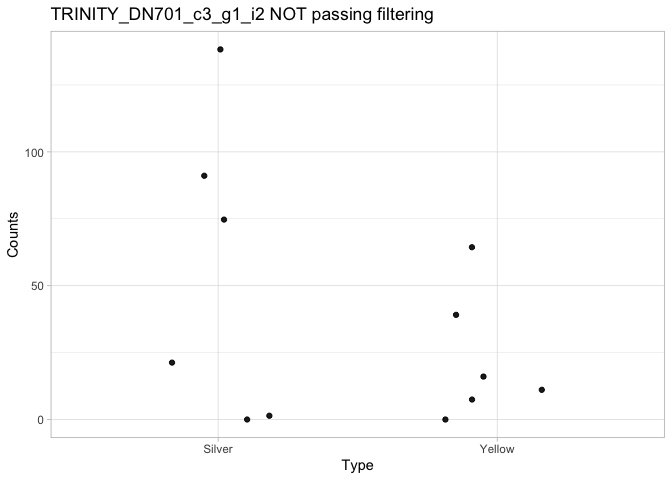 TRINITY_DN701_c3_g1_i2 NOT passing filtering
100
50
0
Counts
Silver
Yellow
Type